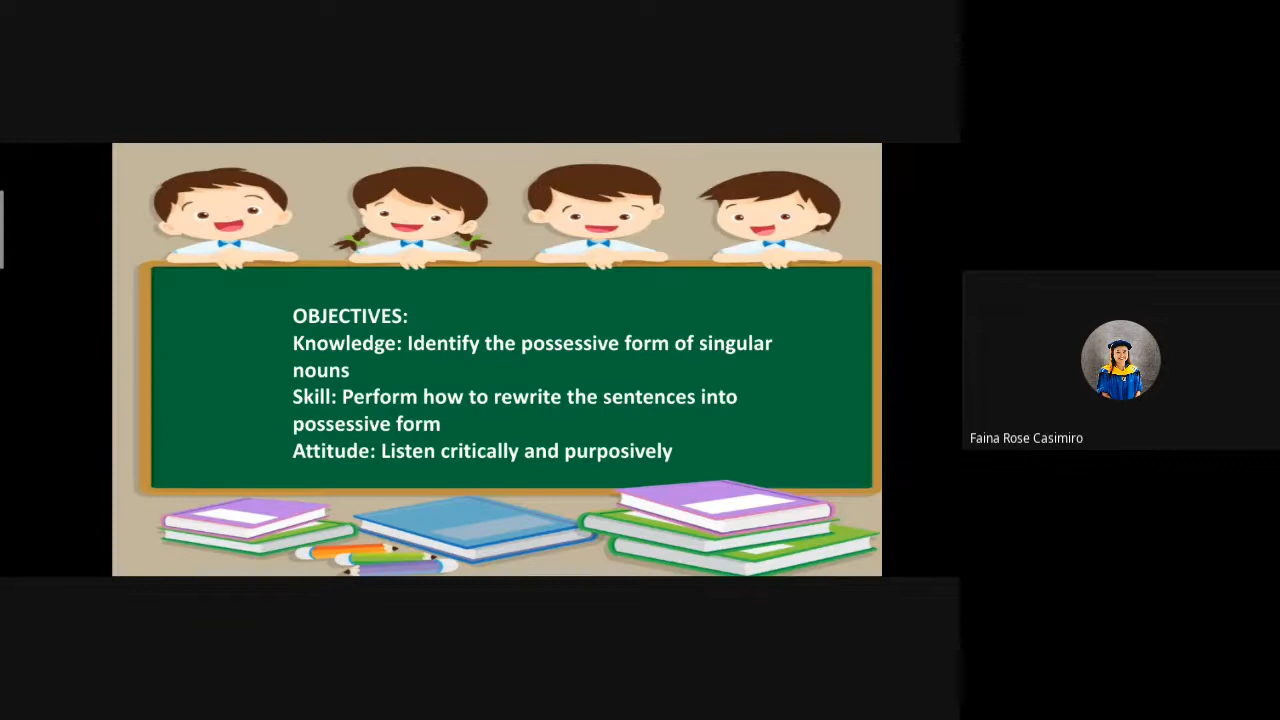 OBJECTIVES:
Knowledge: Identify the possessive form of singular
nouns
Skill: Perform how to rewrite the sentences into
possessive form
Attitude: Listen critically and purposively
Faina Rose Casimiro